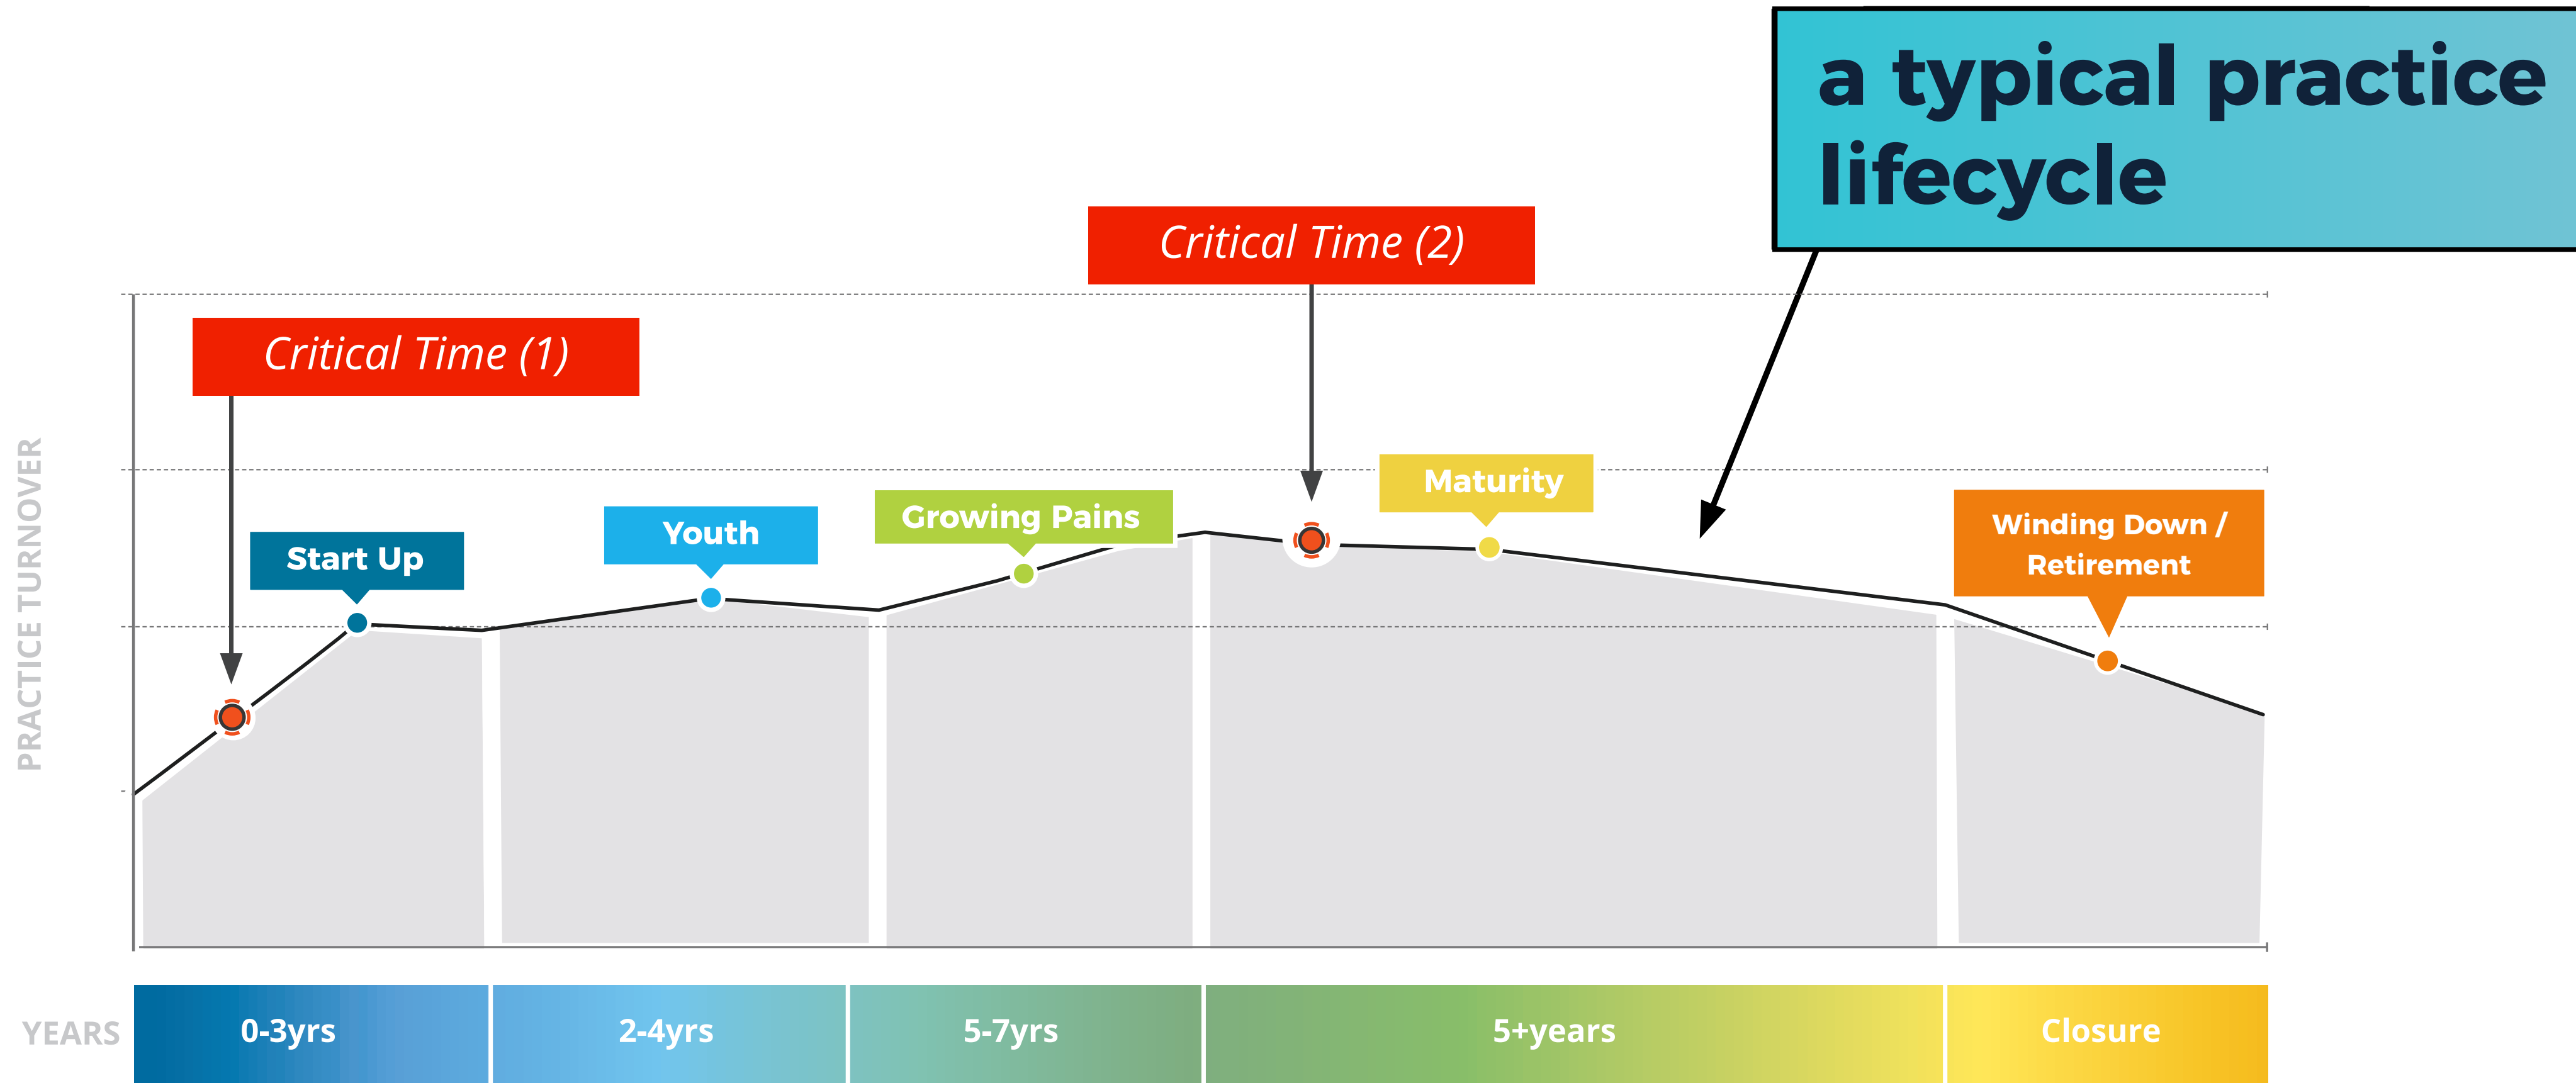 a typical practice
lifecycle
Critical Time (2)
Critical Time (1)
Maturity
Growing Pains
Youth
Start Up
Winding Down /
Retirement
PRACTICE TURNOVER
YEARS
0-3yrs
2-4yrs
5-7yrs
5+years
Closure